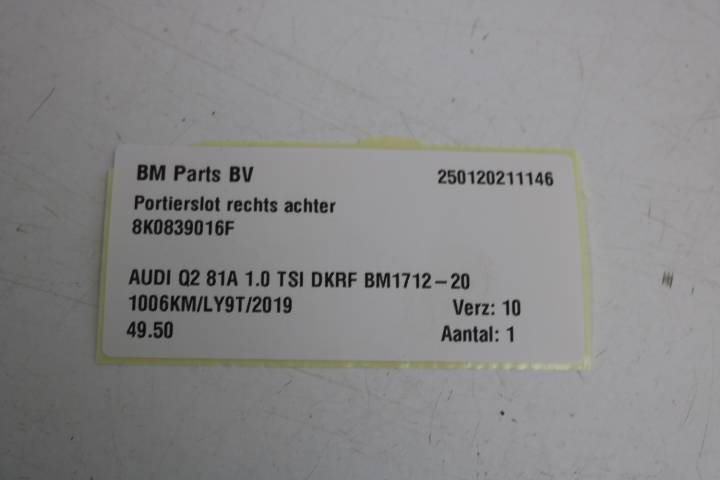 BM Parts BV 250120211146
Portierslot rechts achter
8K0839016F
AUDI Q2 81A 1.0 TSI DKRF BM1712-20
1006KM/LY9T/2019 Verz: 10
49.50 Aantal: 1